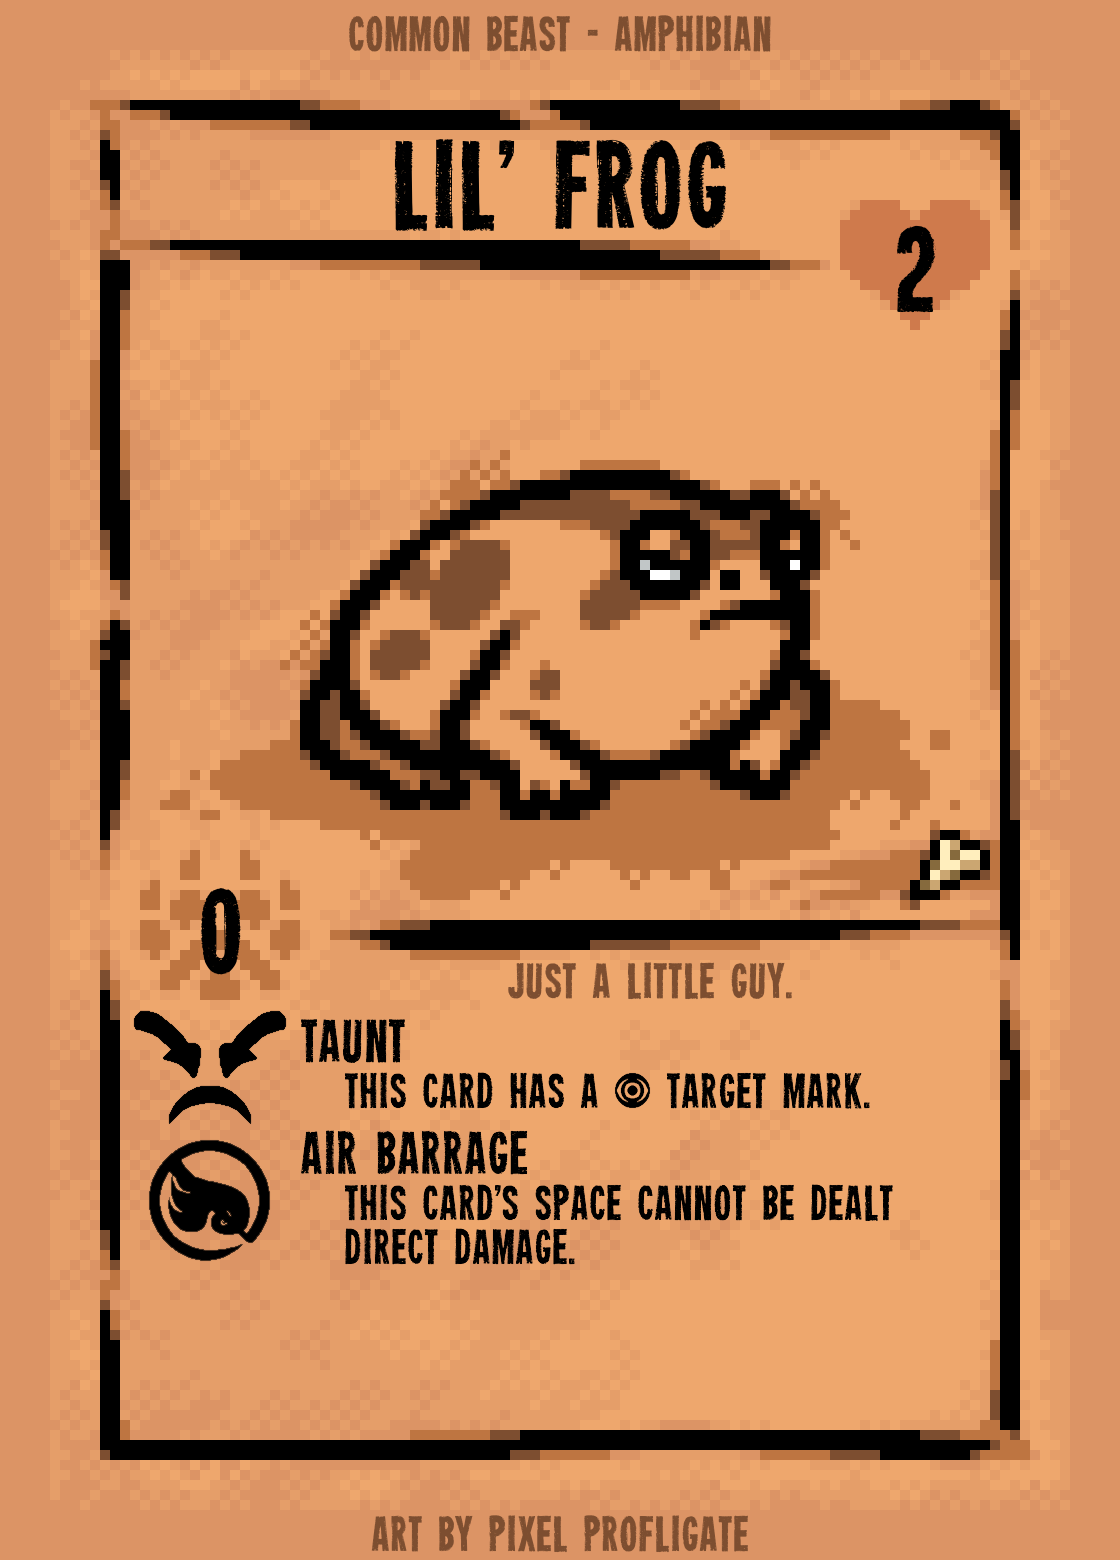 COMMON BEAST - AMPHIBIAN
LIL' FROG
2
0
JUST A LITTLE GUY.
TAUNT
THIS CARD HAS A TARGET MARK.
AIR BARRAGE
THIS CARD'S SPACE CANNOT BE DEALT
DIRECT DAMAGE.
ART BY PIXEL PROFLIGATE